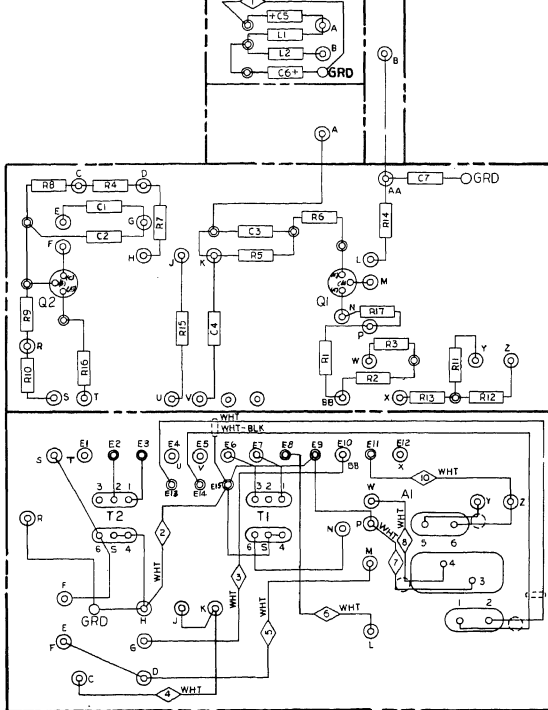 1
+C5
A
L1
L2
B
C6+
GRD
B
A
AA
C7
GRD
C
D
R8
R4
E
C1
G
R7
C2
F
H
J
K
C3
R6
R5
R14
L
M
Q2
Q1
N
R17
P
R9
R15
C4
R1
R3
W
R2
R
R10
R16
R11
Y
Z
S
T
U
V
BB
X
R13
R12
WHT
WHT-BLK
E1
E2
E3
E4
E5
E6
E7
E8
E9
E10
E11
E12
S
T
U
V
BB
X
10
WHT
E13
E14
E15
3 2 1
3 2 1
W
A1
Y
Z
T2
T1
R
2
N
P
WHT
8
5 6
6 S 4
6 S 4
WHT
WHT
7
M
4
3
F
WHT
3
WHT
GRD
H
J
K
6
WHT
1 2
E
F
G
5
WHT
L
C
D
4
WHT